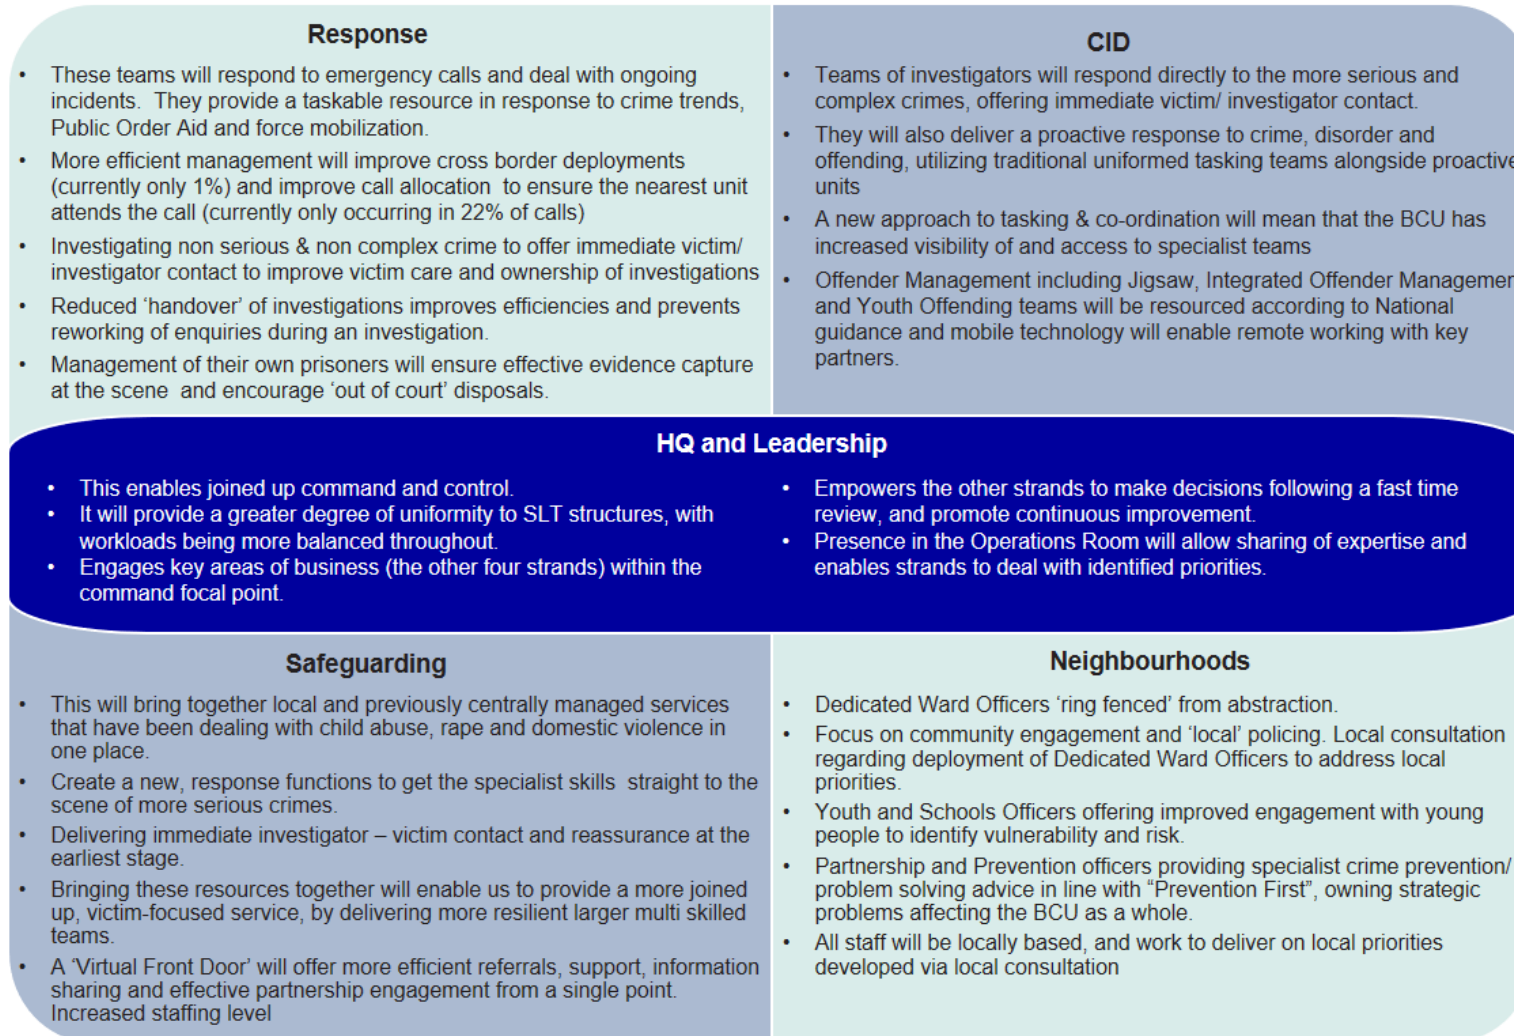 Response
• These teams will respond to emergency calls and deal with ongoing
incidents. They provide a taskable resource in response to crime trends,
Public Order Aid and force mobilization.
• More efficient management will improve cross border deployments
(currently only 1%) and improve call allocation to ensure the nearest unit
attends the call (currently only occurring in 22% of calls)
• Investigating non serious & non complex crime to offer immediate victim/
investigator contact to improve victim care and ownership of investigations
• Reduced ‘handover’ of investigations improves efficiencies and prevents
reworking of enquiries during an investigation.
• Management of their own prisoners will ensure effective evidence capture
at the scene and encourage ‘out of court’ disposals.
CID
• Teams of investigators will respond directly to the more serious and
complex crimes, offering immediate victim/ investigator contact.
• They will also deliver a proactive response to crime, disorder and
offending, utilizing traditional uniformed tasking teams alongside proactive
units
• A new approach to tasking & co-ordination will mean that the BCU has
increased visibility of and access to specialist teams
• Offender Management including Jigsaw, Integrated Offender Managemen
and Youth Offending teams will be resourced according to National
guidance and mobile technology will enable remote working with key
partners.
HQ and Leadership
• This enables joined up command and control.
• It will provide a greater degree of uniformity to SLT structures, with
workloads being more balanced throughout.
• Engages key areas of business (the other four strands) within the
command focal point.
• Empowers the other strands to make decisions following a fast time
review, and promote continuous improvement.
• Presence in the Operations Room will allow sharing of expertise and
enables strands to deal with identified priorities.
Safeguarding
• This will bring together local and previously centrally managed services
that have been dealing with child abuse, rape and domestic violence in
one place.
• Create a new, response functions to get the specialist skills straight to the
scene of more serious crimes.
• Delivering immediate investigator – victim contact and reassurance at the
earliest stage.
• Bringing these resources together will enable us to provide a more joined
up, victim-focused service, by delivering more resilient larger multi skilled
teams.
• A ‘Virtual Front Door’ will offer more efficient referrals, support, information
sharing and effective partnership engagement from a single point.
Increased staffing level
Neighbourhoods
• Dedicated Ward Officers ‘ring fenced’ from abstraction.
• Focus on community engagement and ‘local’ policing. Local consultation
regarding deployment of Dedicated Ward Officers to address local
priorities.
• Youth and Schools Officers offering improved engagement with young
people to identify vulnerability and risk.
• Partnership and Prevention officers providing specialist crime prevention/
problem solving advice in line with “Prevention First”, owning strategic
problems affecting the BCU as a whole.
• All staff will be locally based, and work to deliver on local priorities
developed via local consultation